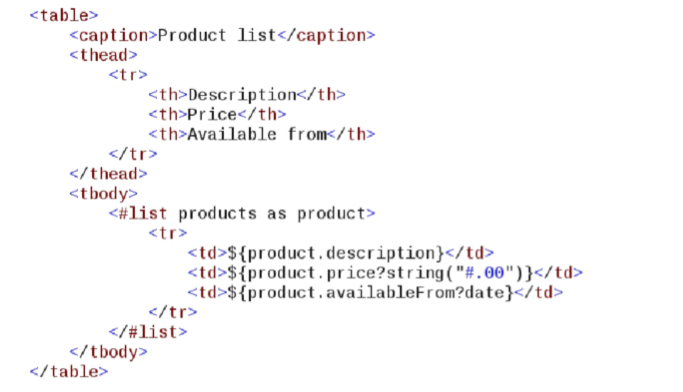 <table>
<caption>Product list</caption>
<thead>
<tr>
<th>Description</th>
<th>Price</th>
<th>Available from</th>
</tr>
</thead>
<tbody>
<#list products as product>
<tr>
<td>${product.description}</td>
<td>${product.price?string("#.00")}</td>
<td>${product.availableFrom?date}</td>
</tr>
</#list>
</tbody>
</table>